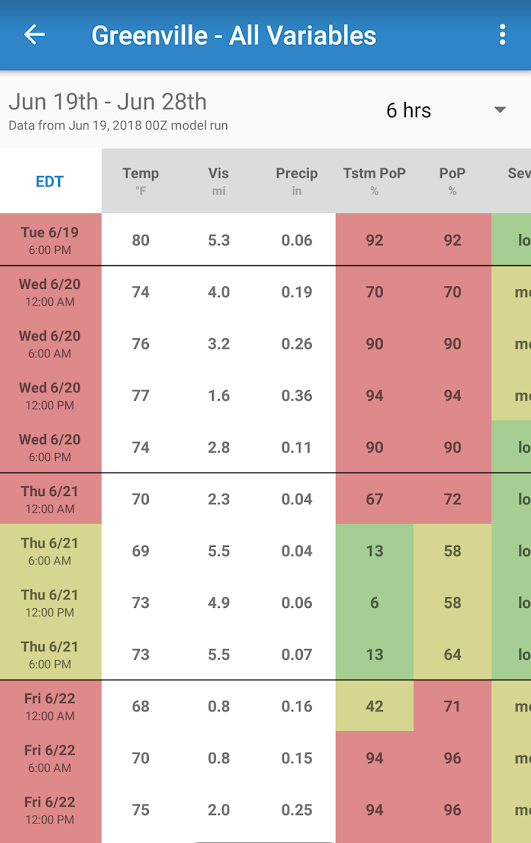 Greenville - All Variables
Jun 19th - Jun 28th
6 hrs
Data from Jun 19, 2018 00Z model run
EDT Temp Vis Precip Tstm PoP PoP Sev
°F mi in % %
Tue 6/19
6:00 PM 80 5.3 0.06 92 92 lo
Wed 6/20
12:00 AM 74 4.0 0.19 70 70 mo
Wed 6/20
6:00 AM 76 3.2 0.26 90 90 mo
Wed 6/20
12:00 PM 77 1.6 0.36 94 94 mo
Wed 6/20
6:00 PM 74 2.8 0.11 90 90 lo
Thu 6/21
12:00 AM 70 2.3 0.04 67 72 lo
Thu 6/21
6:00 AM 69 5.5 0.04 13 58 lo
Thu 6/21
12:00 PM 73 4.9 0.06 6 58 lo
Thu 6/21
6:00 PM 73 5.5 0.07 13 64 lo
Fri 6/22
12:00 AM 68 0.8 0.16 42 71 mo
Fri 6/22
6:00 AM 70 0.8 0.15 94 96 mo
Fri 6/22
12:00 PM 75 2.0 0.25 94 96 mo